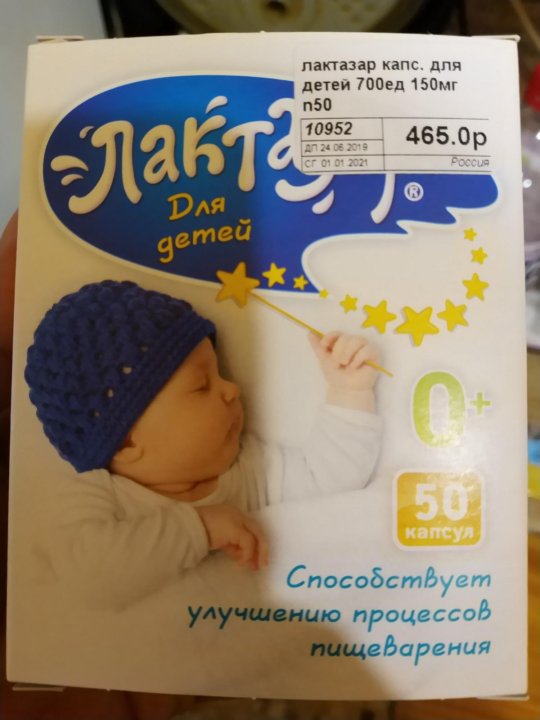 лактазар капс. для
детей 700ед 150мг
n50
10952
465.0р
ДП 24.06.2019
СГ 01.01.2021
Россия
®
Для
детей
0+
50
капсул
Способствует
улучшению процессов
пищеварения